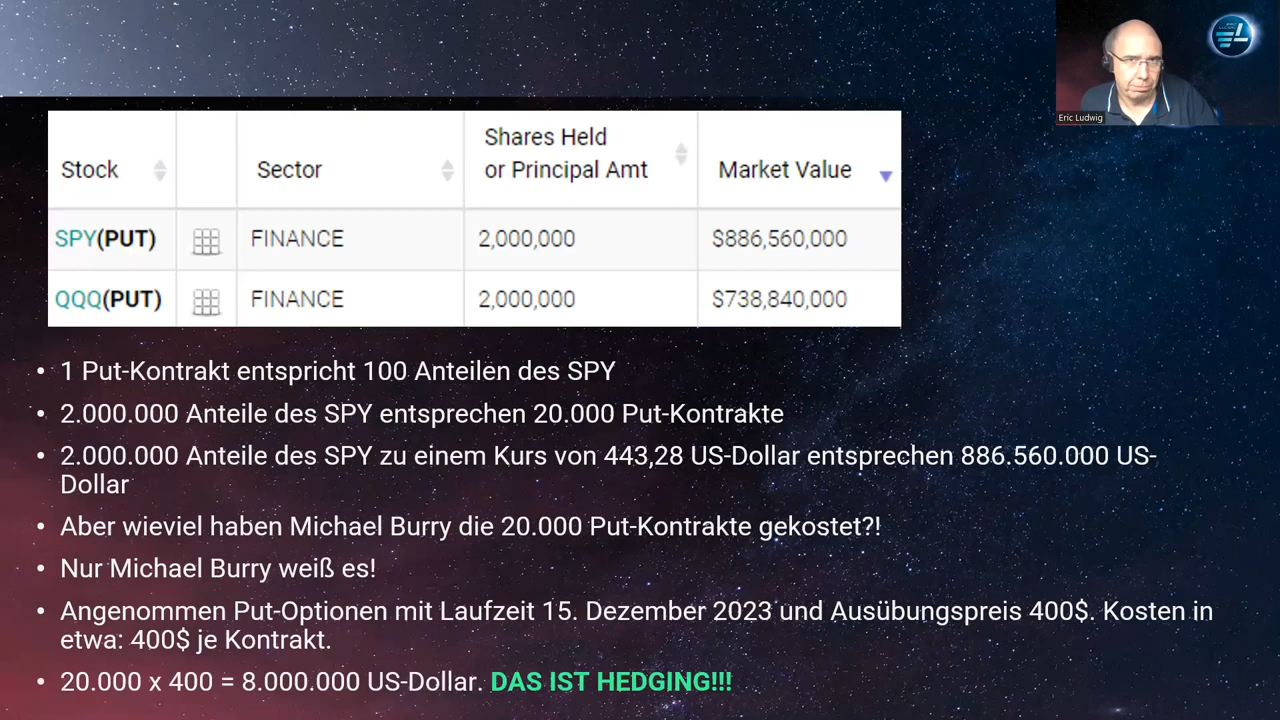 Eric Ludwig
Shares Held
Stock Sector or Principal Amt Market Value
SPY(PUT) FINANCE 2,000,000 $886,560,000
QQQ(PUT) FINANCE 2,000,000 $738,840,000
• 1 Put-Kontrakt entspricht 100 Anteilen des SPY
• 2.000.000 Anteile des SPY entsprechen 20.000 Put-Kontrakte
• 2.000.000 Anteile des SPY zu einem Kurs von 443,28 US-Dollar entsprechen 886.560.000 US-
Dollar
• Aber wieviel haben Michael Burry die 20.000 Put-Kontrakte gekostet?!
• Nur Michael Burry weiß es!
• Angenommen Put-Optionen mit Laufzeit 15. Dezember 2023 und Ausübungspreis 400$. Kosten in
etwa: 400$ je Kontrakt.
• 20.000 x 400 = 8.000.000 US-Dollar. DAS IST HEDGING!!!